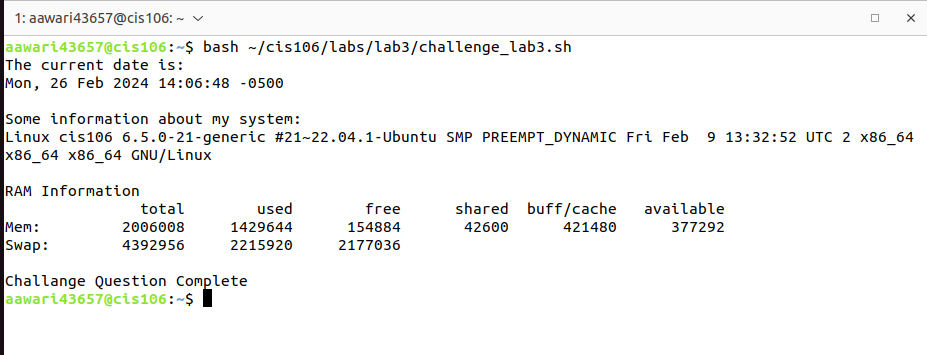 1: aawari43657@cis106: ~
aawari43657@cis106:~$ bash ~/cis106/labs/lab3/challenge_lab3.sh
The current date is:
Mon, 26 Feb 2024 14:06:48 -0500
Some information about my system:
Linux cis106 6.5.0-21-generic #21~22.04.1-Ubuntu SMP PREEMPT_DYNAMIC Fri Feb  9 13:32:52 UTC 2 x86_64
x86_64 x86_64 GNU/Linux
RAM Information
               total        used        free      shared  buff/cache   available
Mem:         2006008     1429644      154884       42600      421480      377292
Swap:        4392956     2215920     2177036
Challange Question Complete
aawari43657@cis106:~$